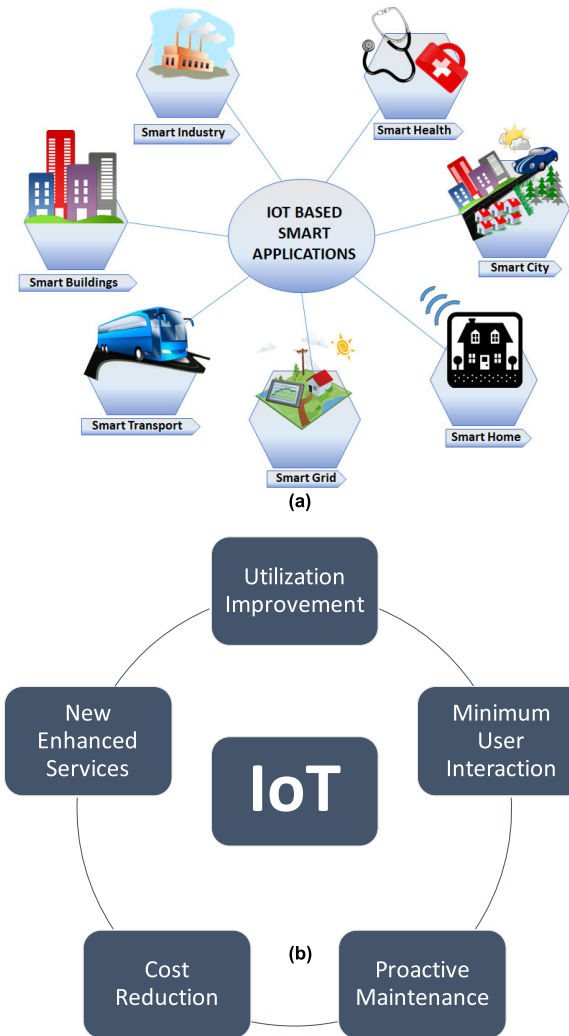 Smart Industry
Smart Health
IOT BASED
SMART
APPLICATIONS
Smart Buildings
Smart City
Smart Transport
Smart Home
Smart Grid
(a)
Utilization
Improvement
New
Enhanced
Services
Minimum
User
Interaction
IoT
(b)
Cost
Reduction
Proactive
Maintenance